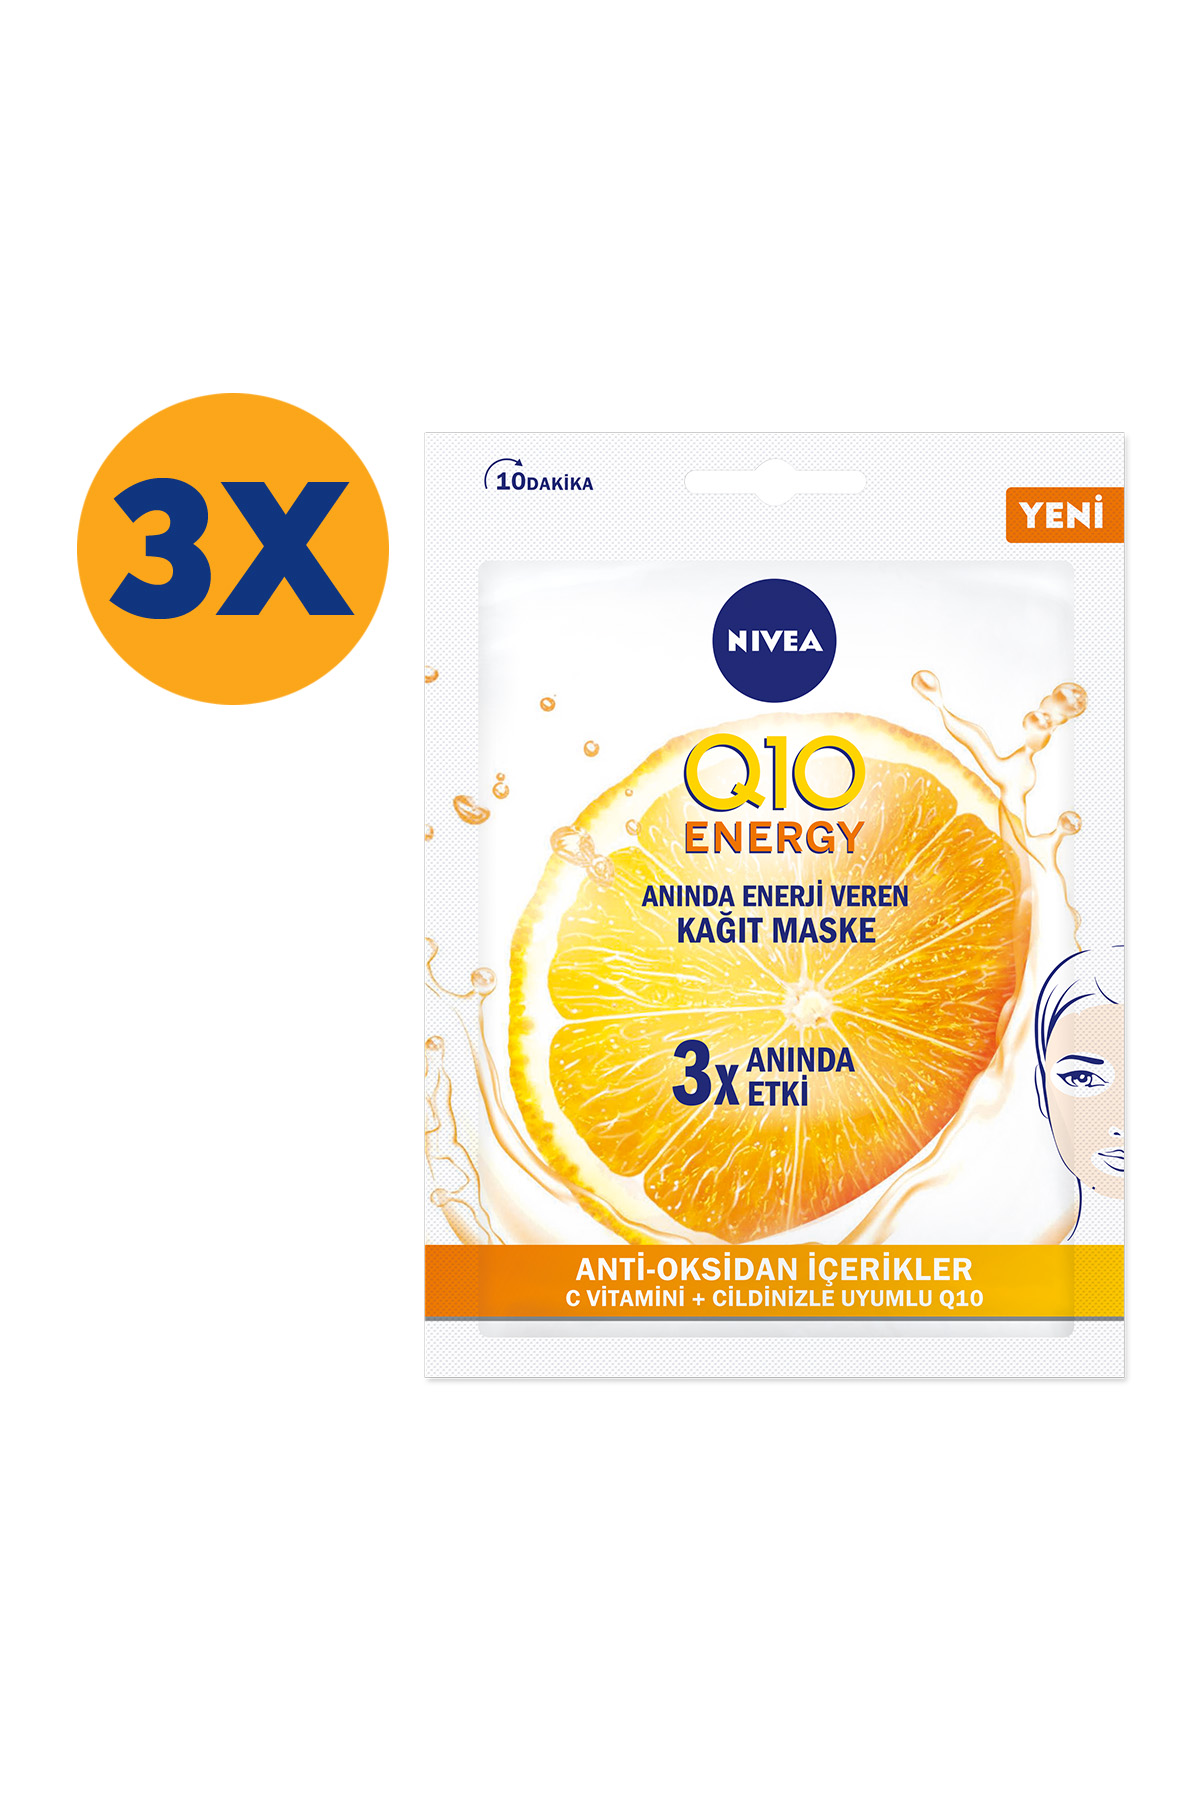 3X
10DAKİKA
YENİ
NIVEA
Q10
ENERGY
ANINDA ENERJİ VEREN
KAĞIT MASKE
3x ANINDA
ETKİ
ANTİ-OKSİDAN İÇERİKLER
C VİTAMİNİ + CİLDİNİZLE UYUMLU Q10